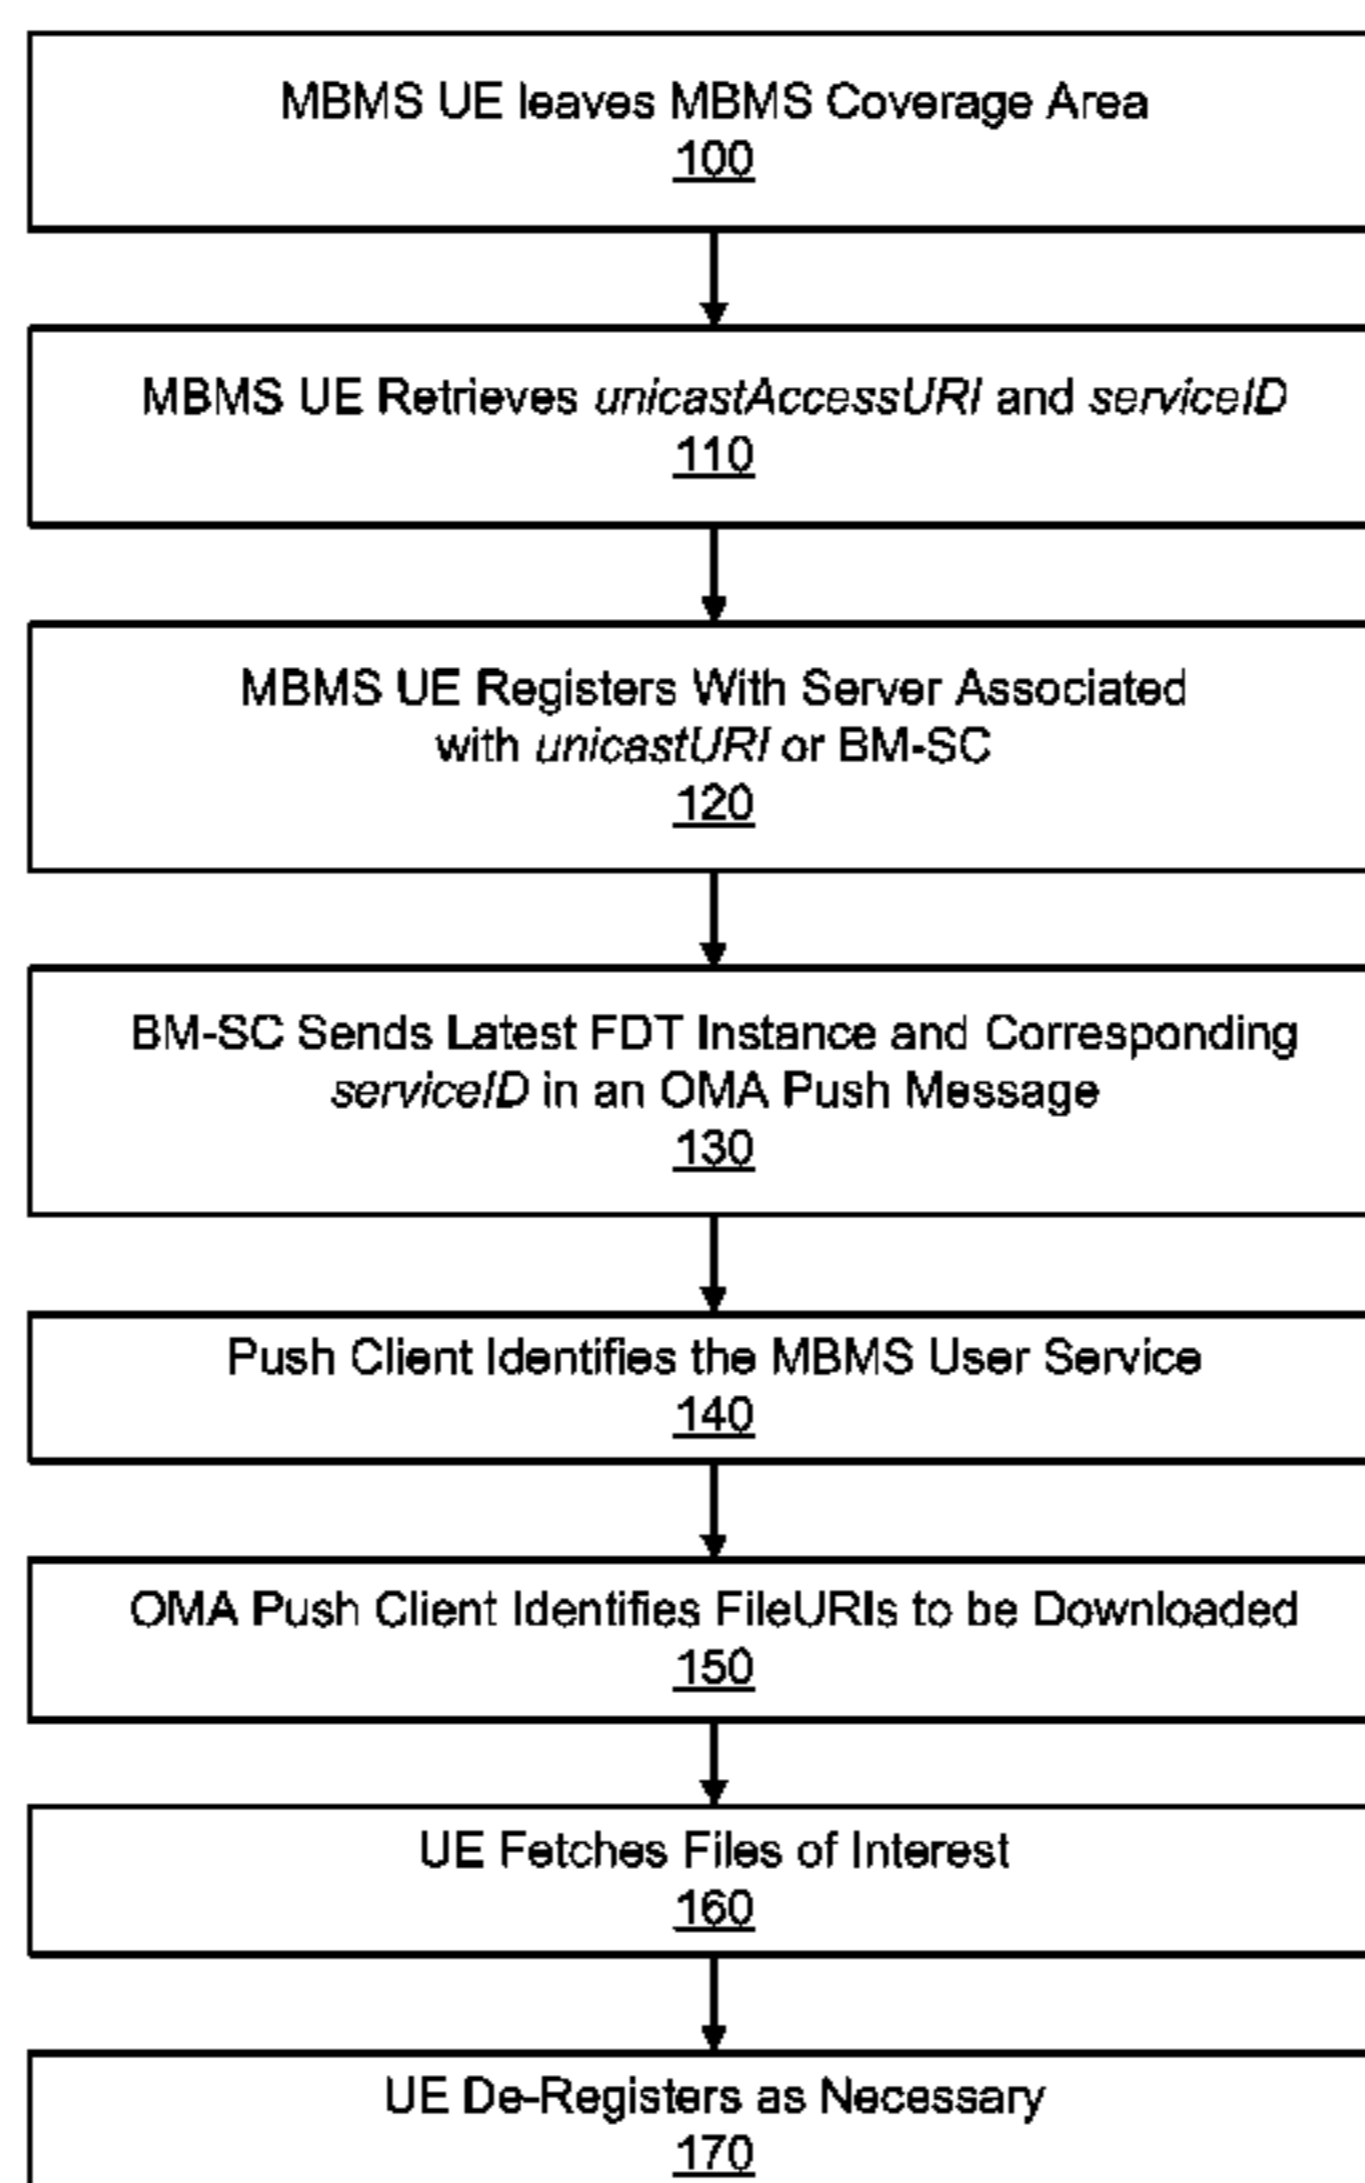 MBMS UE leaves MBMS Coverage Area
100
MBMS UE Retrieves unicastAccessURI and serviceID
110
MBMS UE Registers With Server Associated
with unicastURI or BM-SC
120
BM-SC Sends Latest FDT Instance and Corresponding
serviceID in an OMA Push Message
130
Push Client Identifies the MBMS User Service
140
OMA Push Client Identifies FileURIs to be Downloaded
150
UE Fetches Files of Interest
160
UE De-Registers as Necessary
170